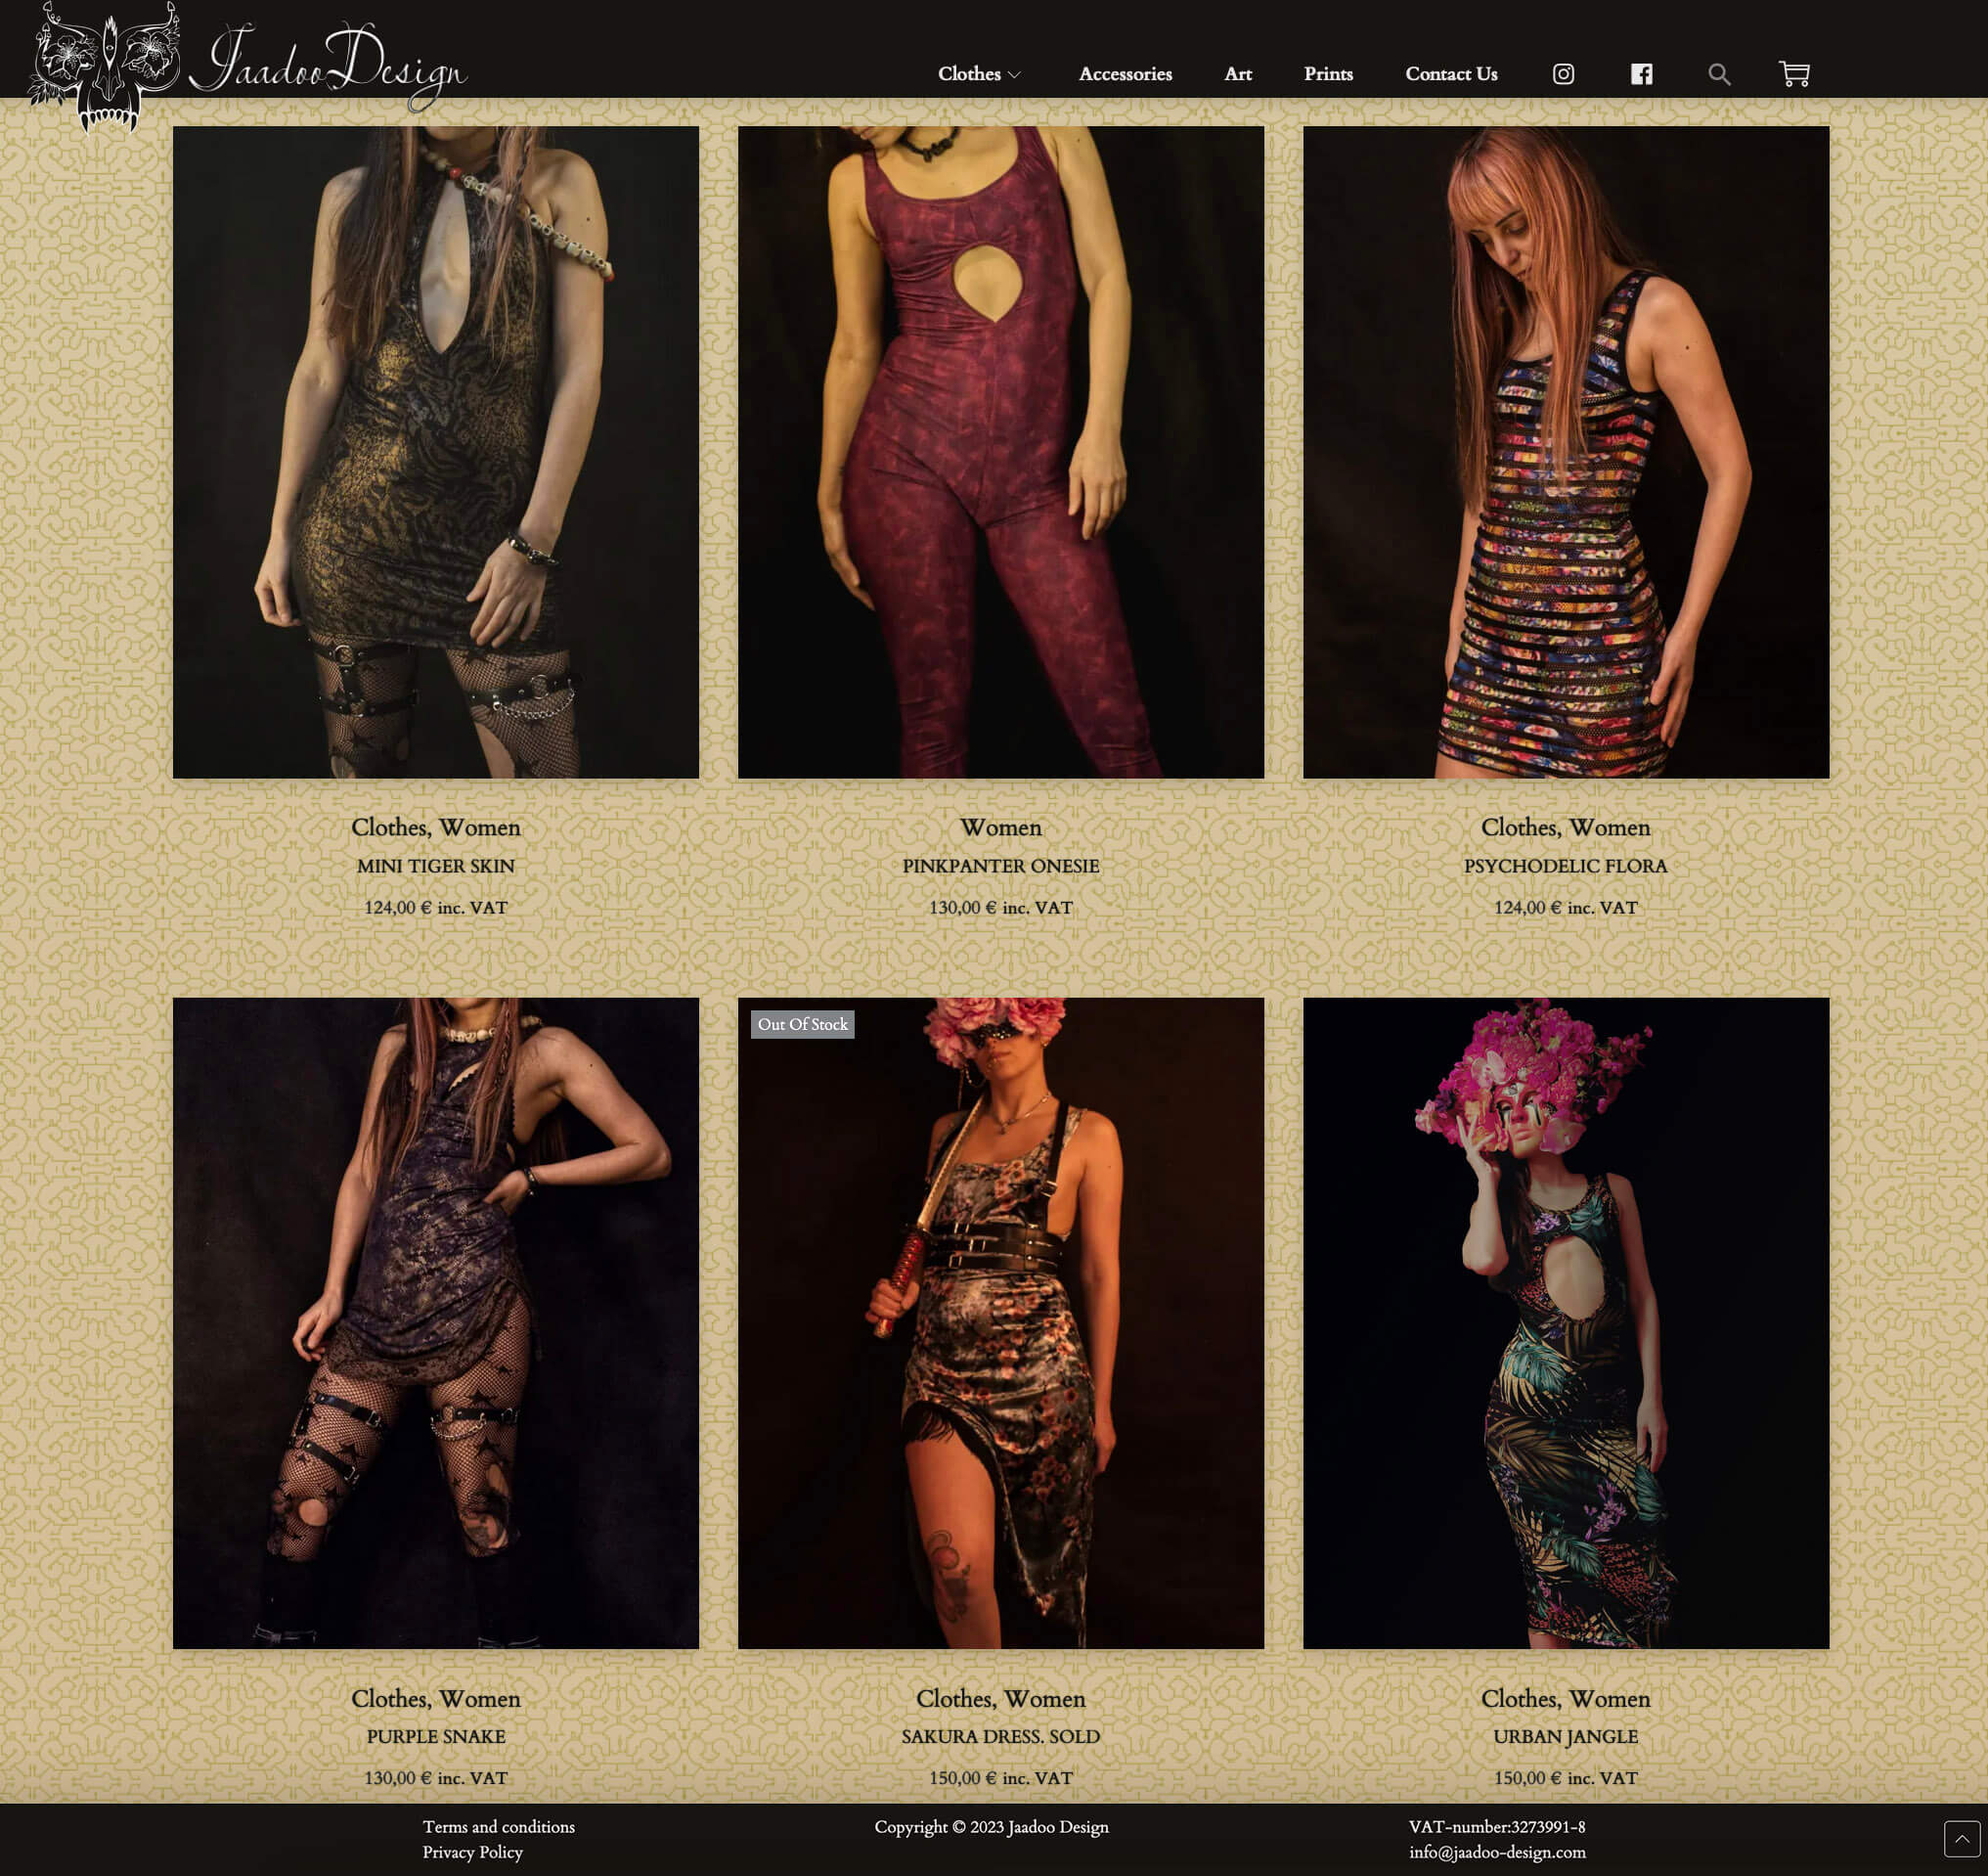 Jaadoo Design
Clothes
Accessories
Art
Prints
Contact Us
Clothes, Women
MINI TIGER SKIN
124,00 € inc. VAT
Women
PINKPANTER ONESIE
130,00 € inc. VAT
Clothes, Women
PSYCHODELIC FLORA
124,00 € inc. VAT
Clothes, Women
PURPLE SNAKE
130,00 € inc. VAT
Out Of Stock
Clothes, Women
SAKURA DRESS. SOLD
150,00 € inc. VAT
Clothes, Women
URBAN JANGLE
150,00 € inc. VAT
Terms and conditions
Privacy Policy
Copyright © 2023 Jaadoo Design
VAT-number:3273991-8
info@jaadoo-design.com